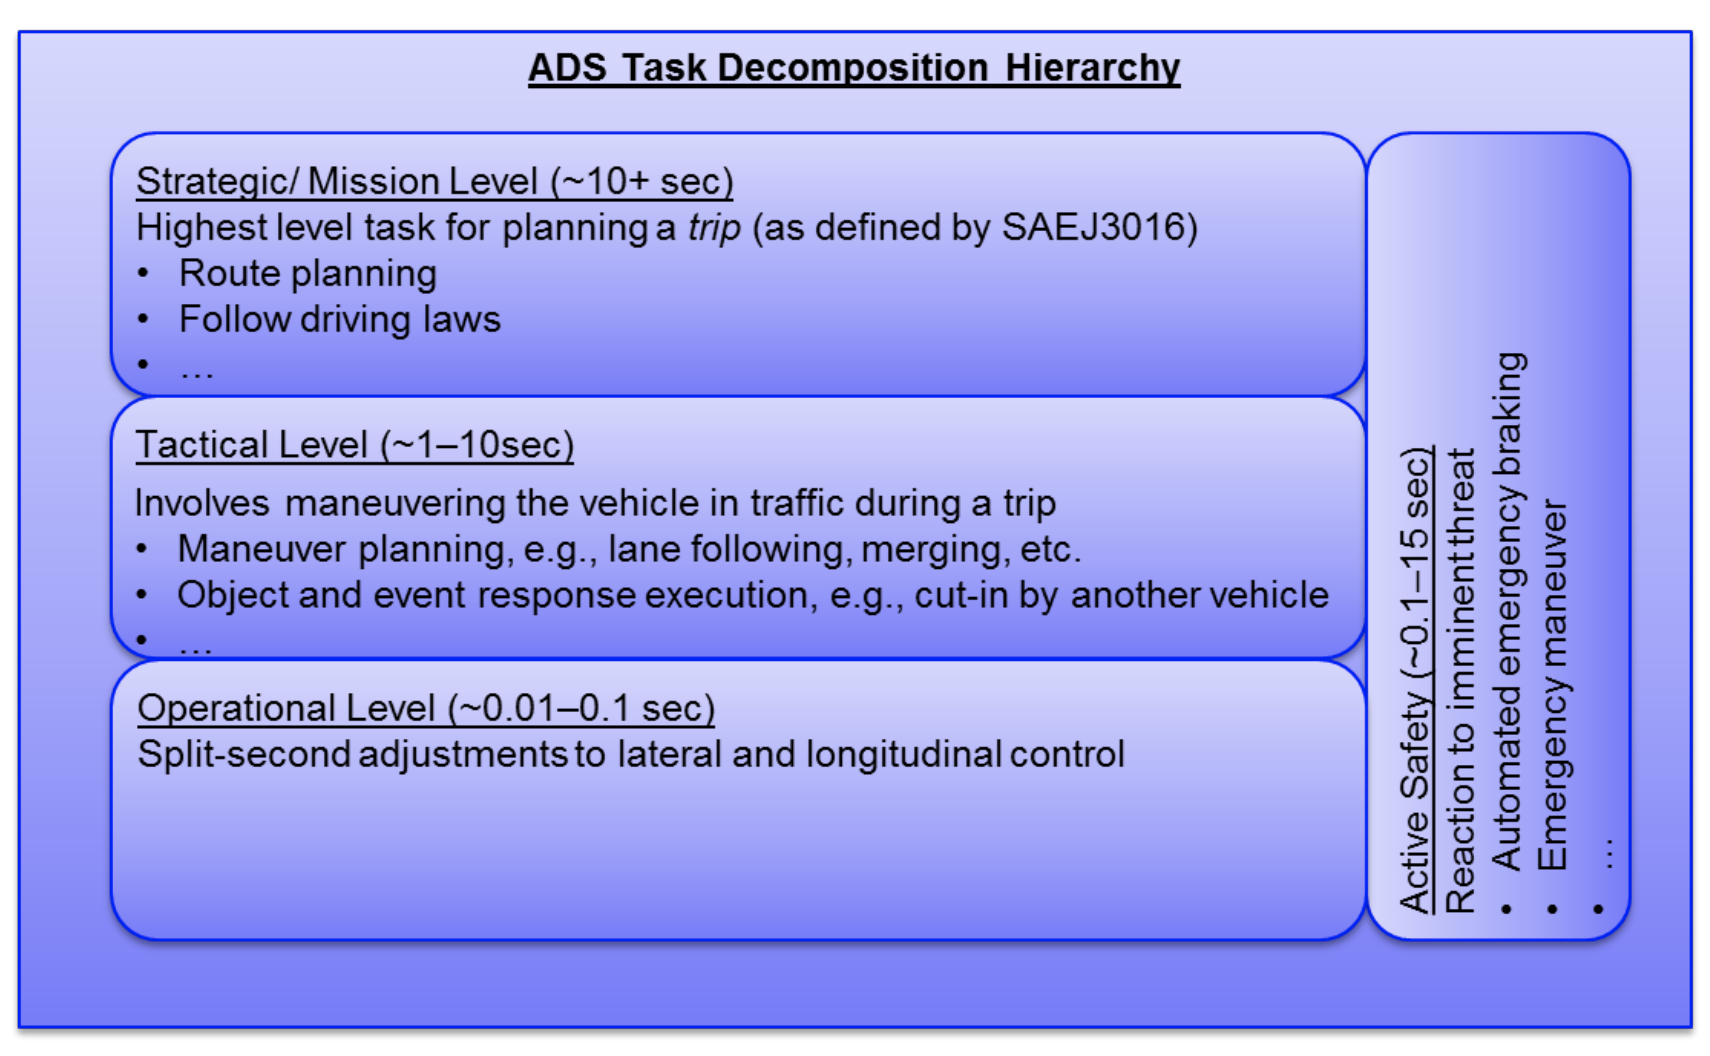 ADS Task Decomposition Hierarchy
Strategic/ Mission Level (~10+ sec)
Highest level task for planning a trip (as defined by SAEJ3016)
• Route planning
• Follow driving laws
• …
Tactical Level (~1–10sec)
Involves maneuvering the vehicle in traffic during a trip
• Maneuver planning, e.g., lane following, merging, etc.
• Object and event response execution, e.g., cut-in by another vehicle
• …
Operational Level (~0.01–0.1 sec)
Split-second adjustments to lateral and longitudinal control
Active Safety (~0.1–15 sec)
Reaction to imminent threat
• Automated emergency braking
• Emergency maneuver
• …